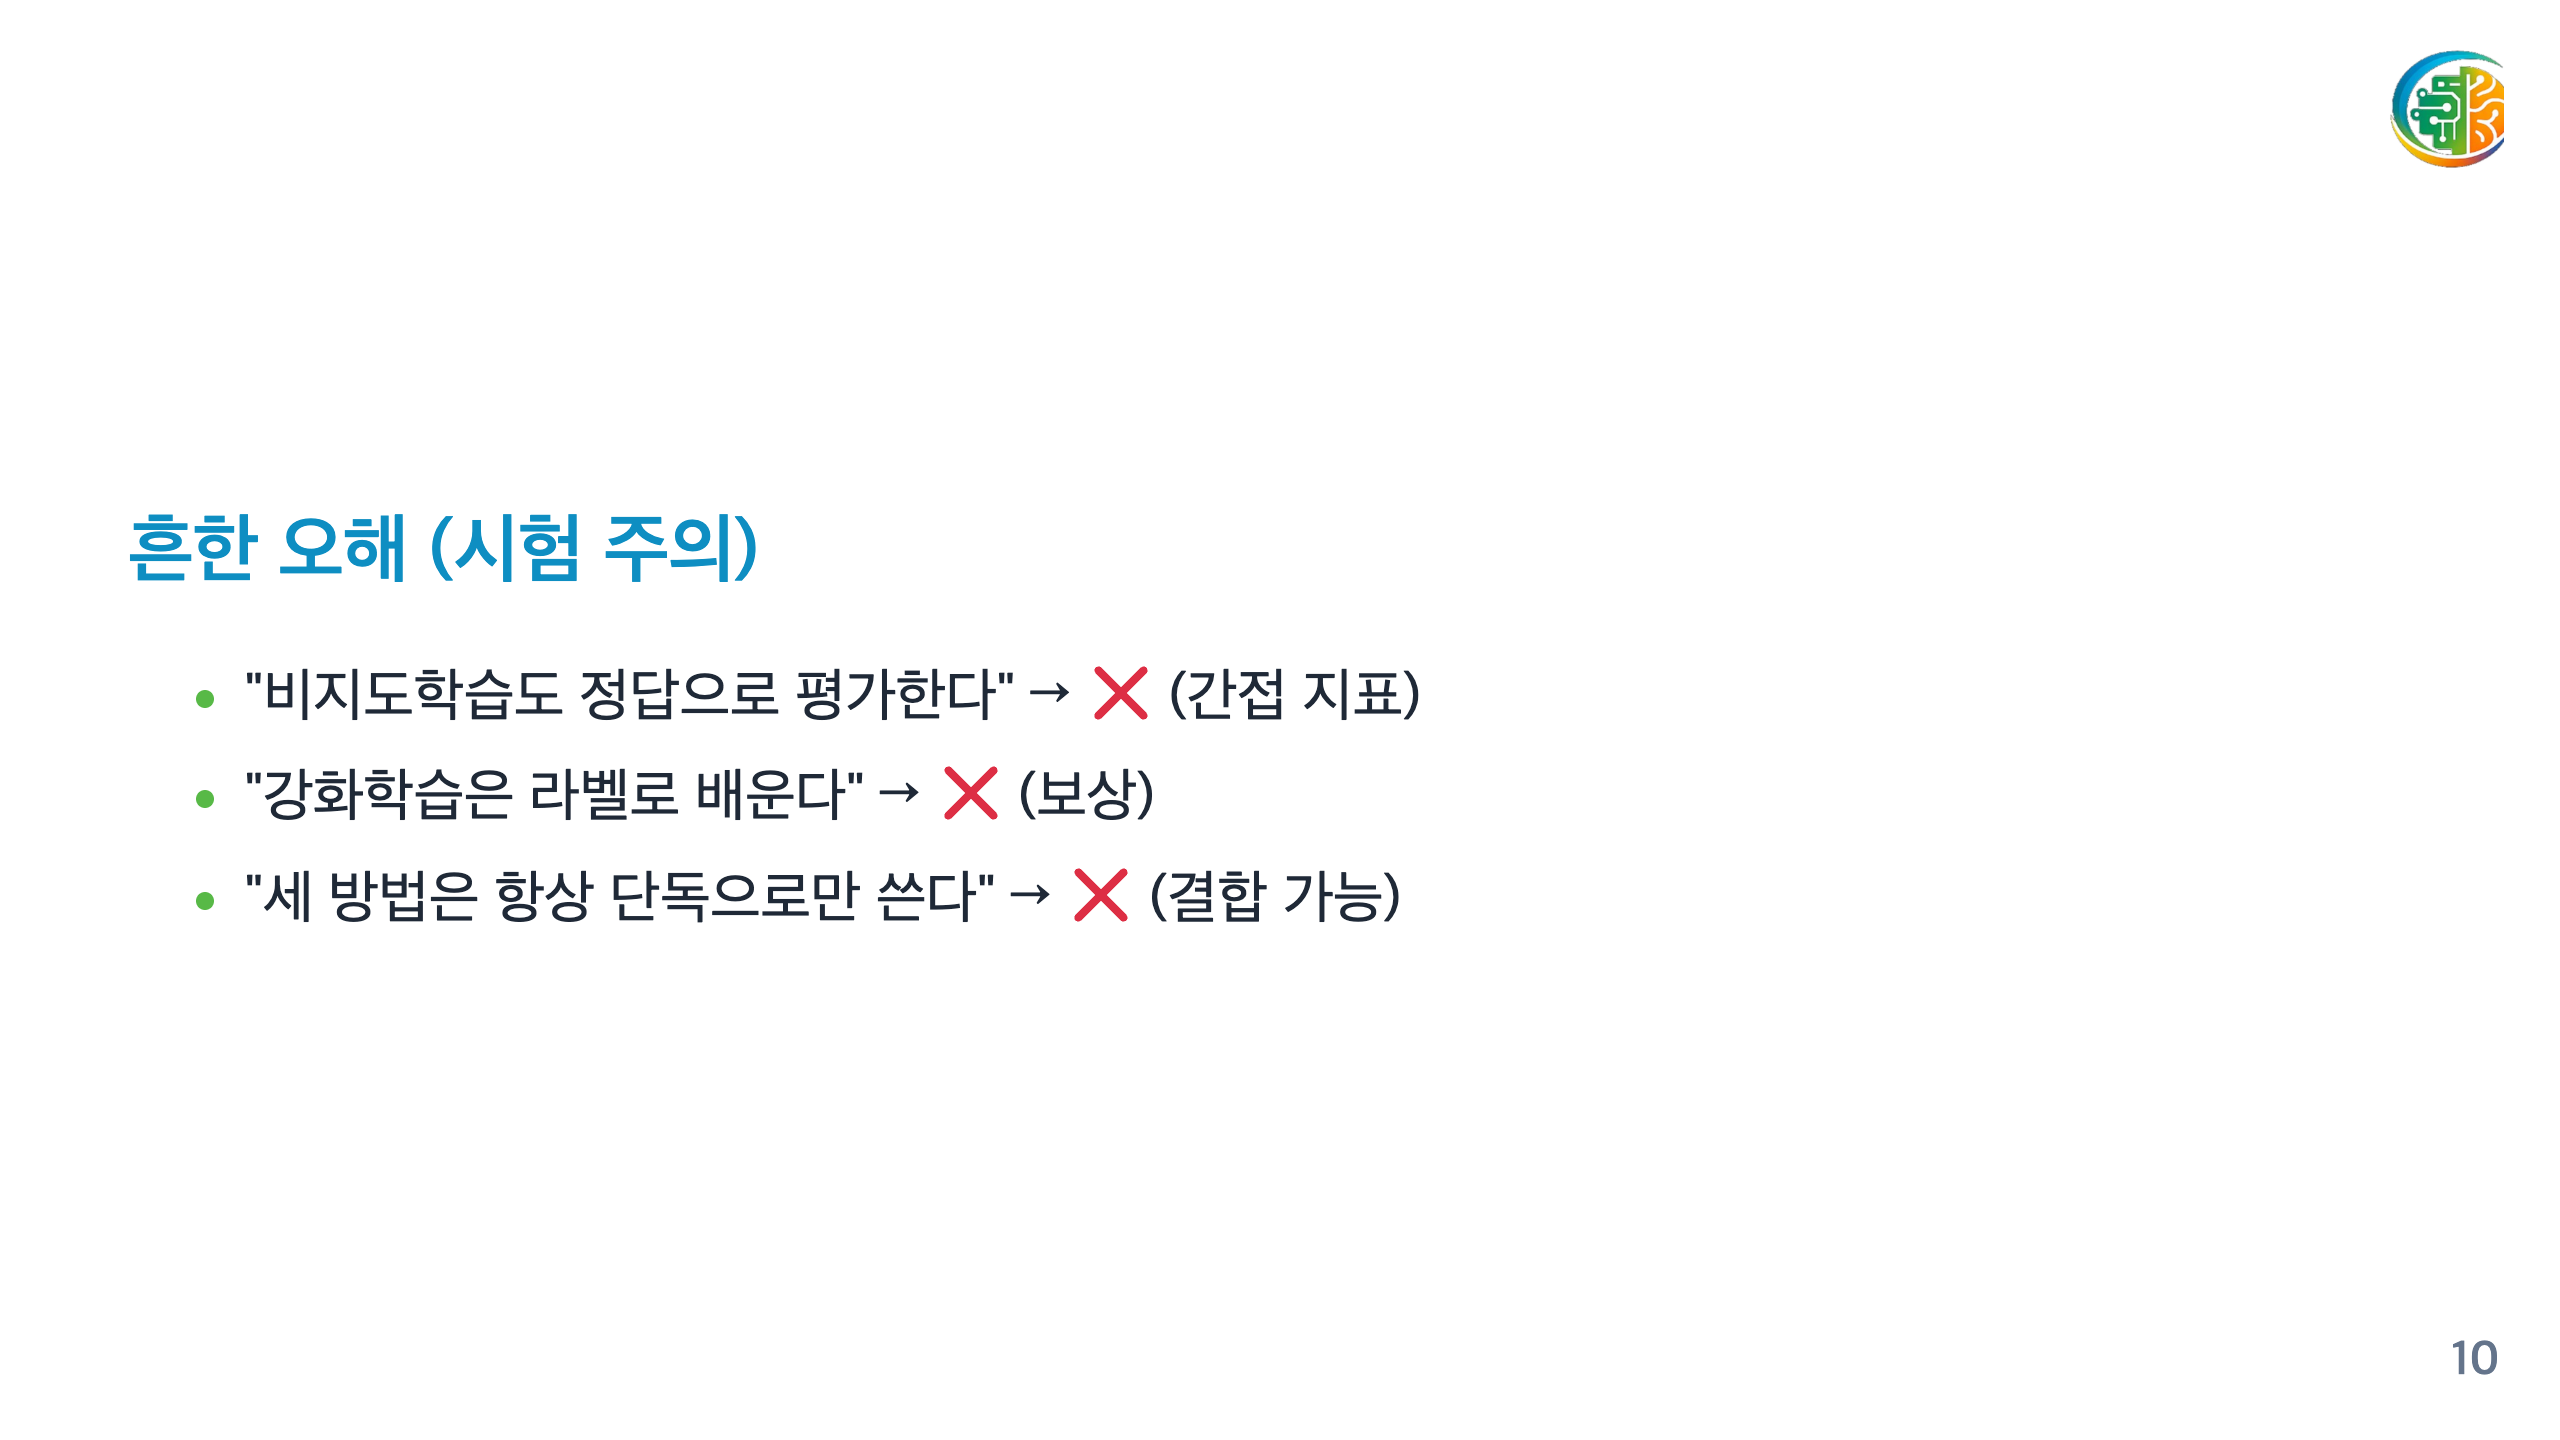 흔한 오해 (시험 주의)
• "비지도학습도 정답으로 평가한다" → ❌ (간접 지표)
• "강화학습은 라벨로 배운다" → ❌ (보상)
• "세 방법은 항상 단독으로만 쓴다" → ❌ (결합 가능)
10